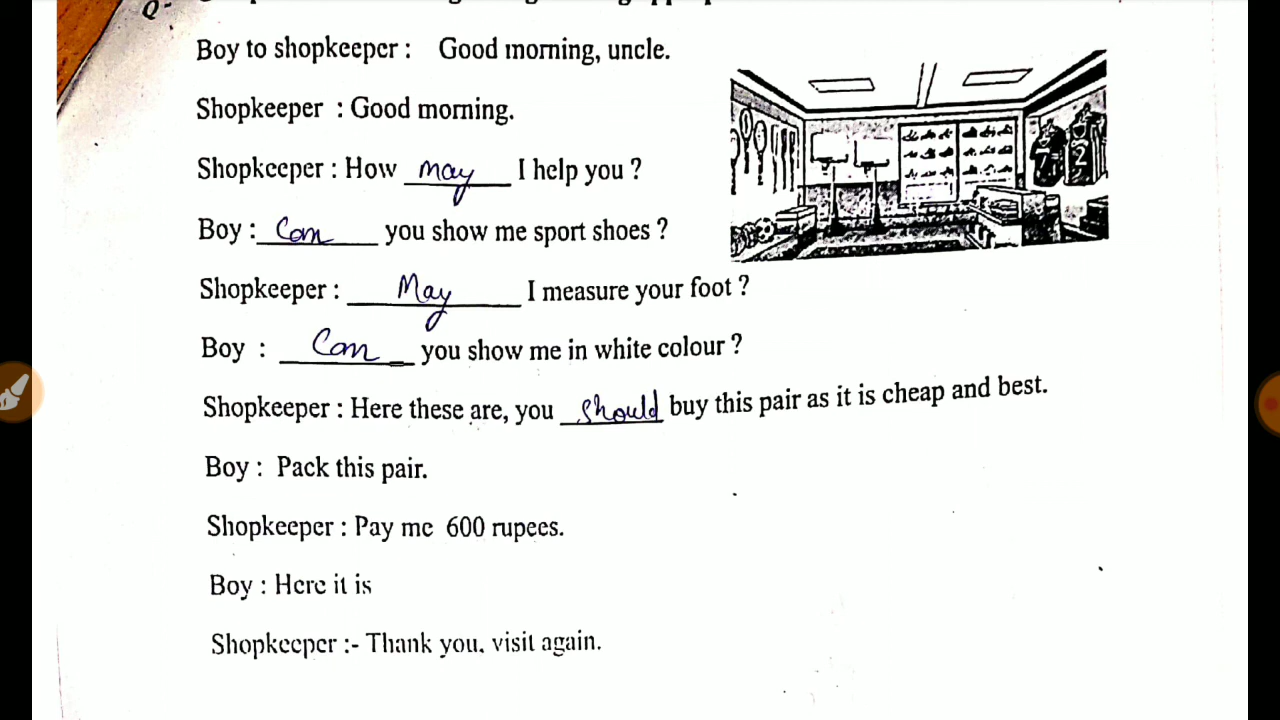 Q-
Boy to shopkeeper : Good morning, uncle.
Shopkeeper : Good morning.
Shopkeeper : How may I help you ?
Boy : Can you show me sport shoes ?
Shopkeeper : May I measure your foot ?
Boy : Can you show me in white colour ?
Shopkeeper : Here these are, you should buy this pair as it is cheap and best.
Boy : Pack this pair.
Shopkeeper : Pay me 600 rupees.
Boy : Here it is
Shopkeeper :- Thank you. visit again.
7 2